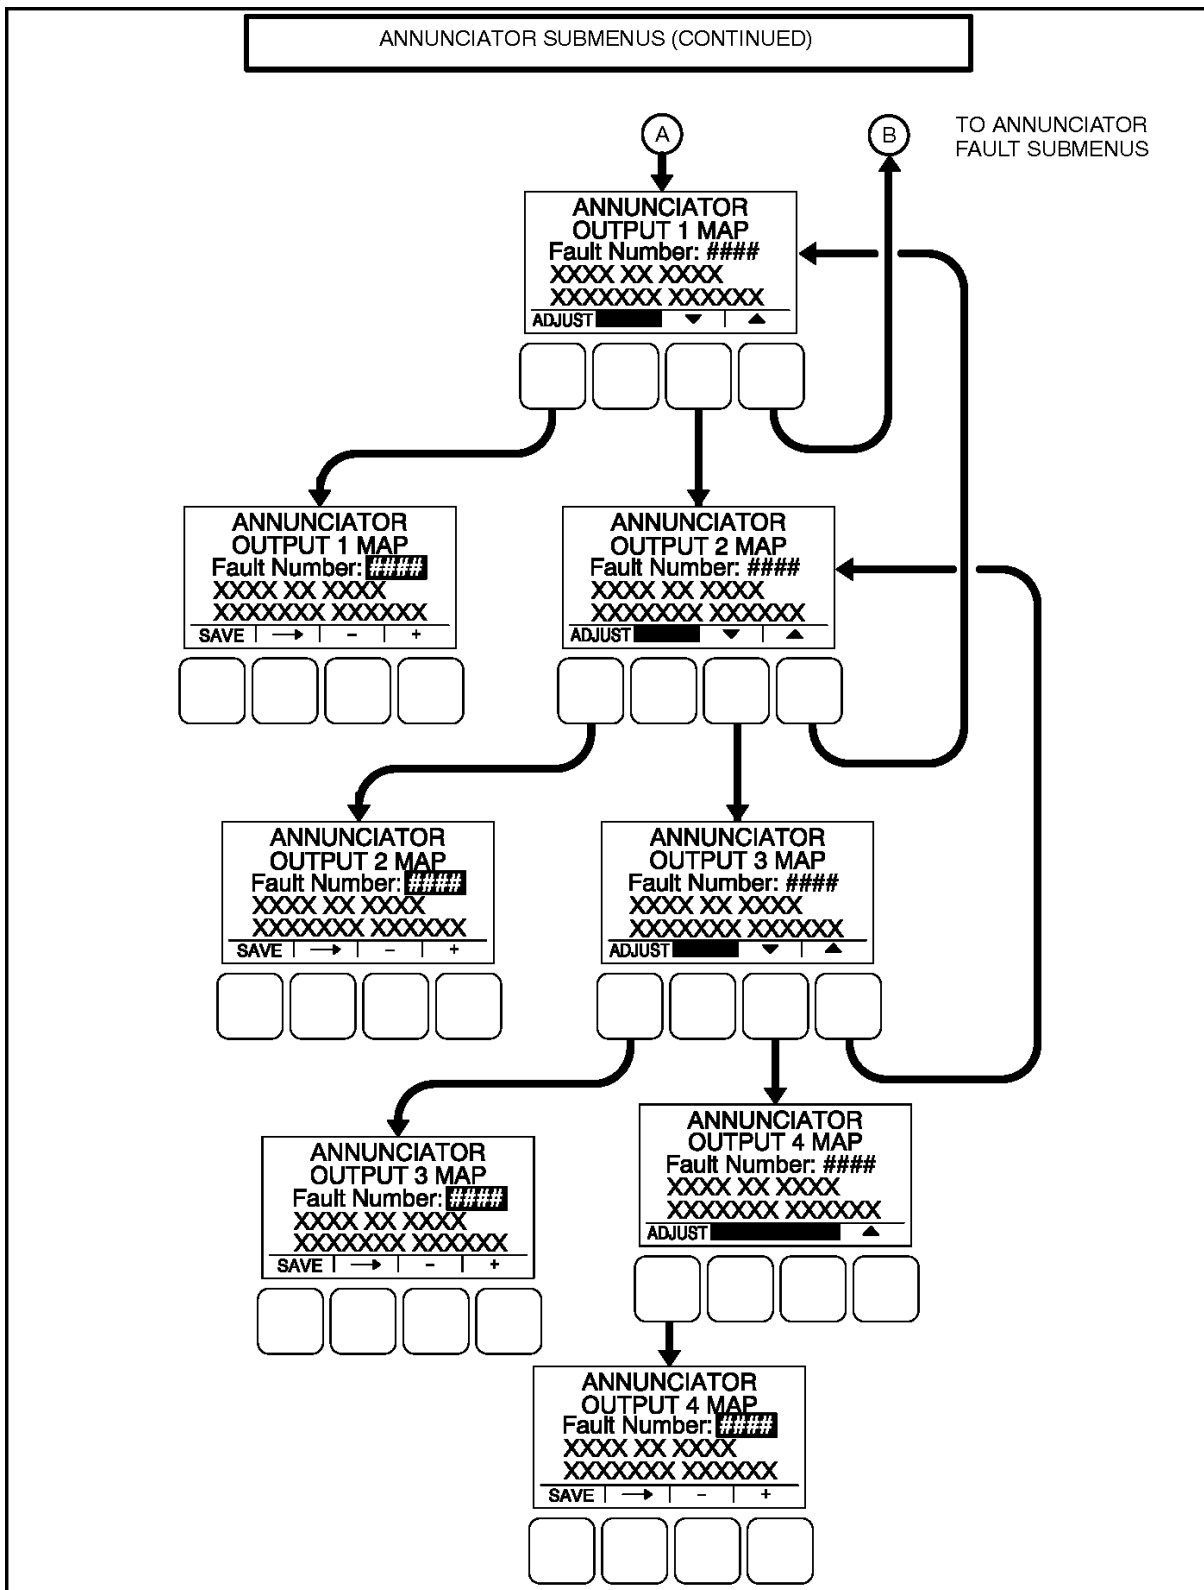 ANNUNCIATOR SUBMENUS (CONTINUED)
A
B
TO ANNUNCIATOR
FAULT SUBMENUS
ANNUNCIATOR
OUTPUT 1 MAP
Fault Number: ####
XXXX XX XXXX
XXXXXXX XXXXXX
ADJUST
ANNUNCIATOR
OUTPUT 1 MAP
Fault Number: ####
XXXX XX XXXX
XXXXXXX XXXXXX
SAVE → - +
ANNUNCIATOR
OUTPUT 2 MAP
Fault Number: ####
XXXX XX XXXX
XXXXXXX XXXXXX
ADJUST
ANNUNCIATOR
OUTPUT 2 MAP
Fault Number: ####
XXXX XX XXXX
XXXXXXX XXXXXX
SAVE → - +
ANNUNCIATOR
OUTPUT 3 MAP
Fault Number: ####
XXXX XX XXXX
XXXXXXX XXXXXX
ADJUST
ANNUNCIATOR
OUTPUT 3 MAP
Fault Number: ####
XXXX XX XXXX
XXXXXXX XXXXXX
SAVE → - +
ANNUNCIATOR
OUTPUT 4 MAP
Fault Number: ####
XXXX XX XXXX
XXXXXXX XXXXXX
ADJUST
ANNUNCIATOR
OUTPUT 4 MAP
Fault Number: ####
XXXX XX XXXX
XXXXXXX XXXXXX
SAVE → - +